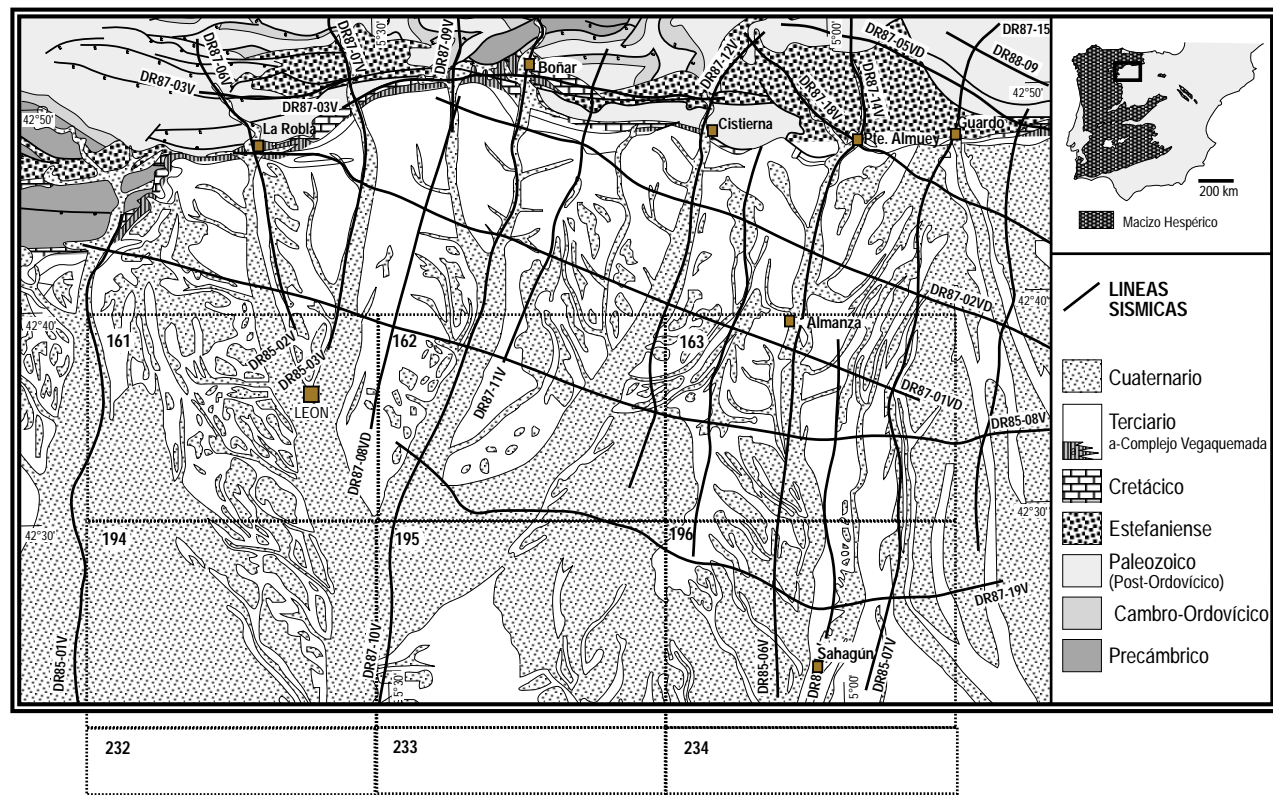 DR87-03V
DR87-06V
DR87-07V
5°30'
DR87-09V
DR87-12V
5°00'
DR87-05VD
DR88-09
DR87-15
DR87-03V
Boñar
DR87-18V
DR87-14V
42°50'
42°50'
La Robla
Cistierna
Pte. Almuey
Guardo
DR87-02VD
42°40'
42°40'
161
162
163
Almanza
DR85-02V
DR85-03V
LEON
DR87-11V
DR87-01VD
DR85-08V
DR87-08VD
42°30'
42°30'
194
195
196
DR87-19V
DR85-01V
DR87-10V
5°30'
DR85-06V
Sahagún
DR8
5°00'
DR85-07V
232
233
234
200 km
Macizo Hespérico
LINEAS
SISMICAS
Cuaternario
Terciario
a-Complejo Vegaquemada
Cretácico
Estefaniense
Paleozoico
(Post-Ordovícico)
Cambro-Ordovícico
Precámbrico